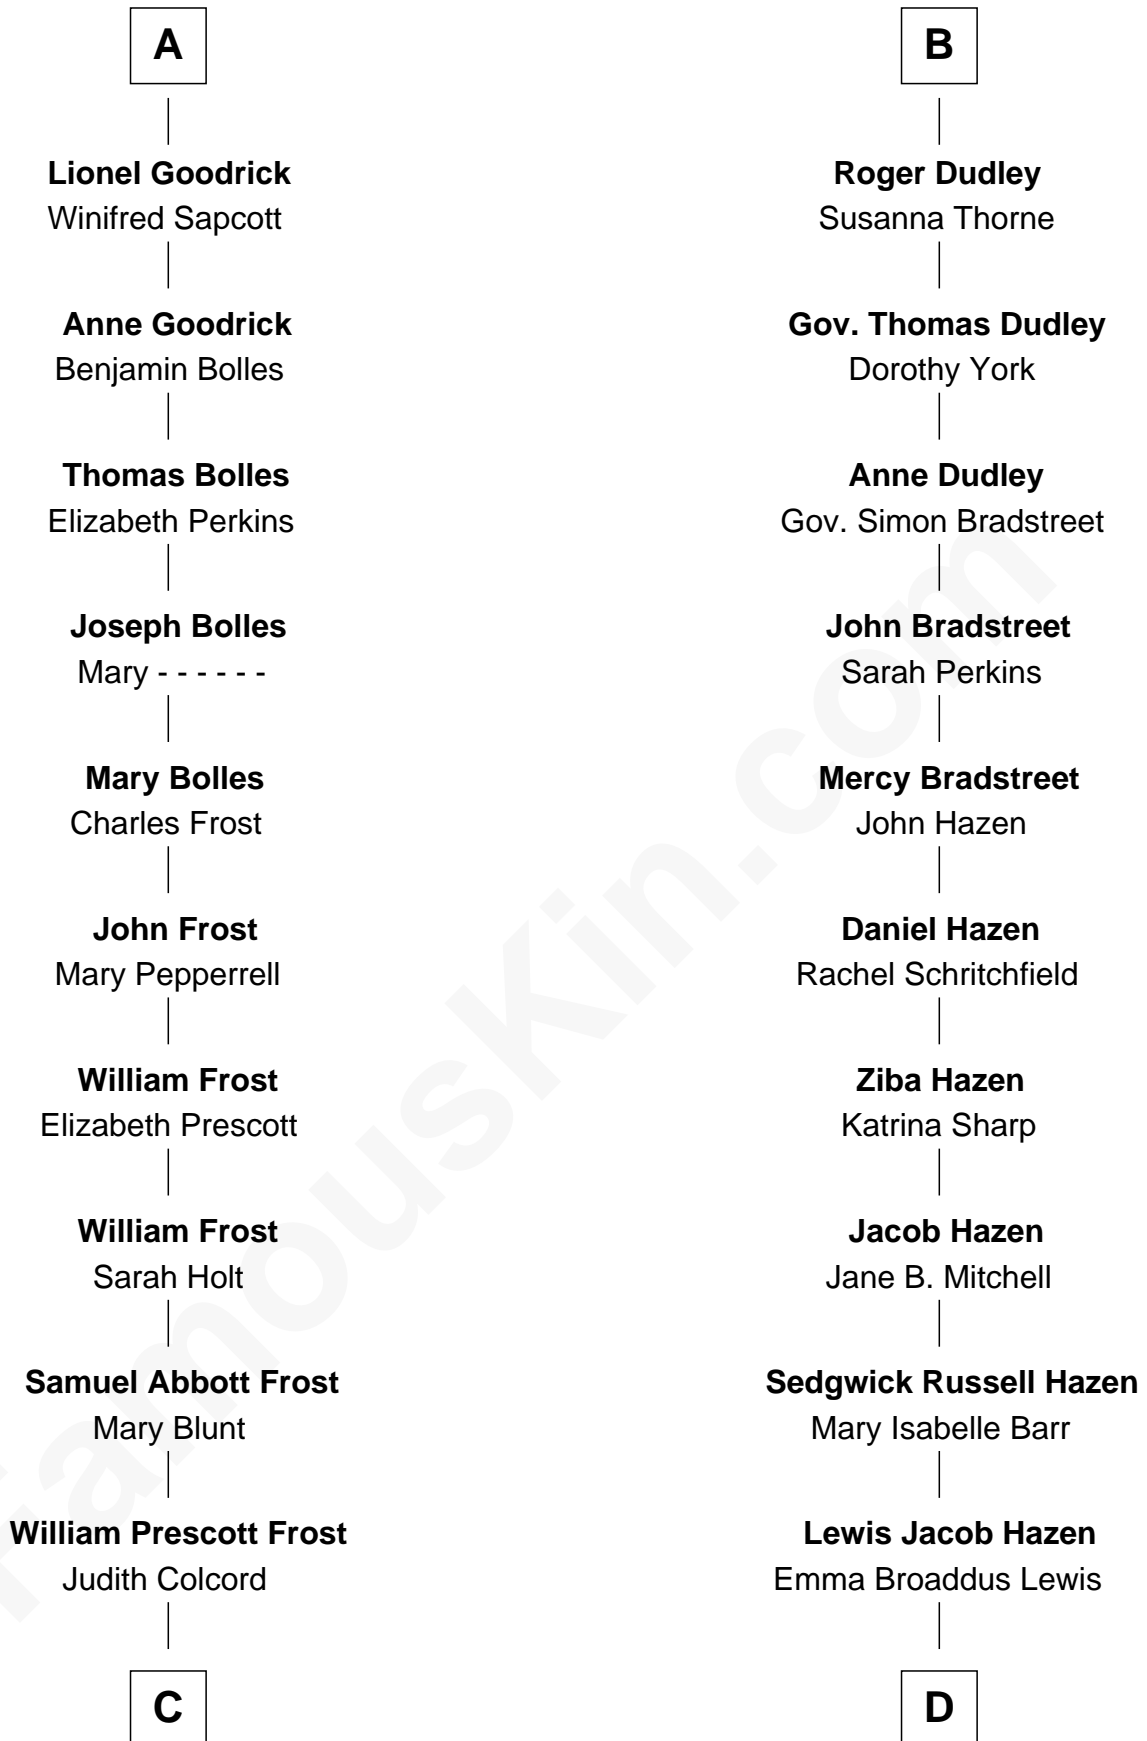 A
Lionel Goodrick
Winifred Sapcott
Anne Goodrick
Benjamin Bolles
Thomas Bolles
Elizabeth Perkins
Joseph Bolles
Mary - - - - - -
Mary Bolles
Charles Frost
John Frost
Mary Pepperrell
William Frost
Elizabeth Prescott
William Frost
Sarah Holt
Samuel Abbott Frost
Mary Blunt
William Prescott Frost
Judith Colcord
C
B
Roger Dudley
Susanna Thorne
Gov. Thomas Dudley
Dorothy York
Anne Dudley
Gov. Simon Bradstreet
John Bradstreet
Sarah Perkins
Mercy Bradstreet
John Hazen
Daniel Hazen
Rachel Schritchfield
Ziba Hazen
Katrina Sharp
Jacob Hazen
Jane B. Mitchell
Sedgwick Russell Hazen
Mary Isabelle Barr
Lewis Jacob Hazen
Emma Broaddus Lewis
D
FamousKin.com